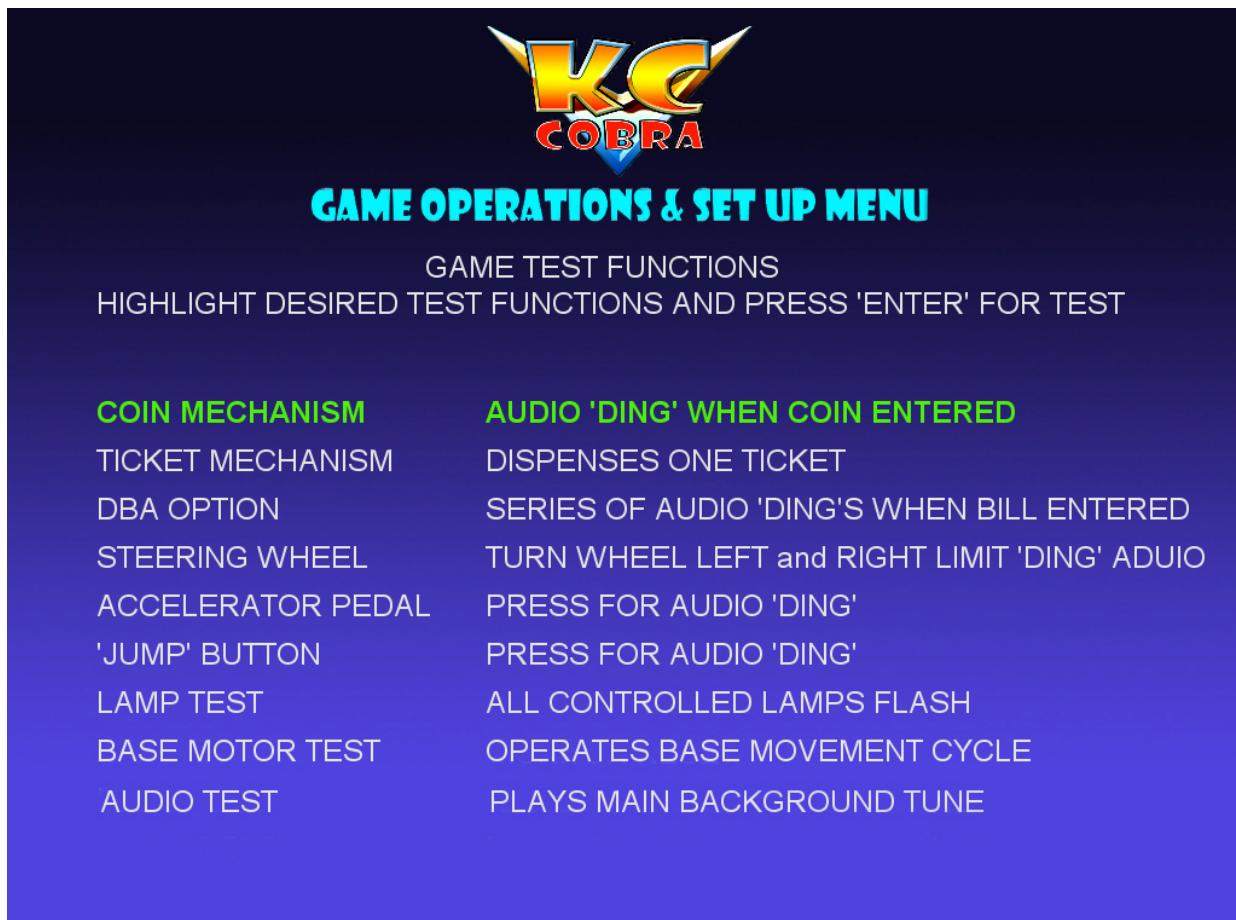 KC
COBRA
GAME OPERATIONS & SET UP MENU
GAME TEST FUNCTIONS
HIGHLIGHT DESIRED TEST FUNCTIONS AND PRESS 'ENTER' FOR TEST
COIN MECHANISM AUDIO 'DING' WHEN COIN ENTERED
TICKET MECHANISM DISPENSES ONE TICKET
DBA OPTION SERIES OF AUDIO 'DING'S WHEN BILL ENTERED
STEERING WHEEL TURN WHEEL LEFT and RIGHT LIMIT 'DING' ADUIO
ACCELERATOR PEDAL PRESS FOR AUDIO 'DING'
'JUMP' BUTTON PRESS FOR AUDIO 'DING'
LAMP TEST ALL CONTROLLED LAMPS FLASH
BASE MOTOR TEST OPERATES BASE MOVEMENT CYCLE
AUDIO TEST PLAYS MAIN BACKGROUND TUNE